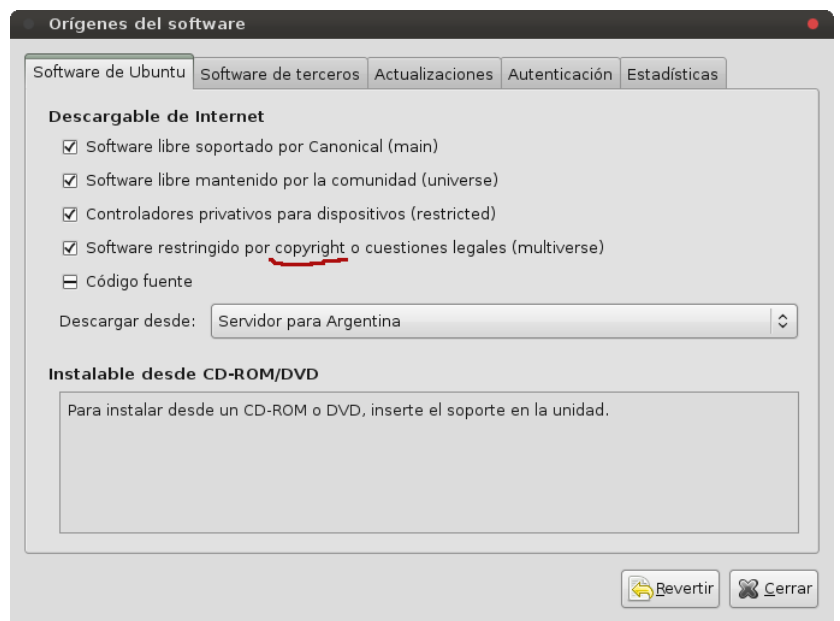 Orígenes del software
Software de Ubuntu Software de terceros Actualizaciones Autenticación Estadísticas
Descargable de Internet
Software libre soportado por Canonical (main)
Software libre mantenido por la comunidad (universe)
Controladores privativos para dispositivos (restricted)
Software restringido por copyright o cuestiones legales (multiverse)
Código fuente
Descargar desde: Servidor para Argentina
Instalable desde CD-ROM/DVD
Para instalar desde un CD-ROM o DVD, inserte el soporte en la unidad.
Revertir Cerrar